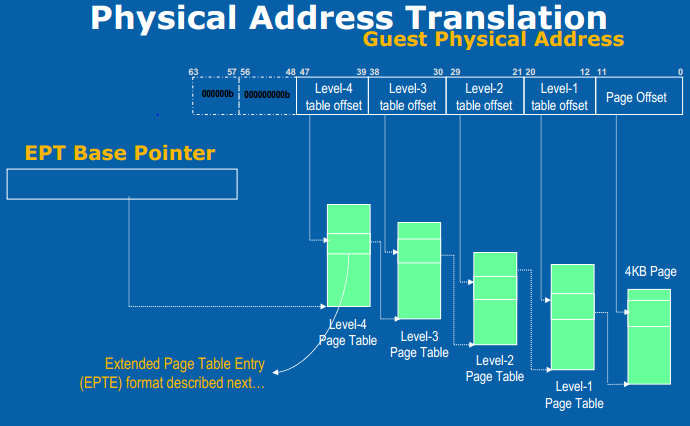 Physical Address Translation
Guest Physical Address
63 57 56 48 47 39 38 30 29 21 20 12 11 0
000000b 000000000b Level-4 table offset Level-3 table offset Level-2 table offset Level-1 table offset Page Offset
EPT Base Pointer
4KB Page
Level-4
Page Table
Level-3
Page Table
Level-2
Page Table
Level-1
Page Table
Extended Page Table Entry
(EPTE) format described next…